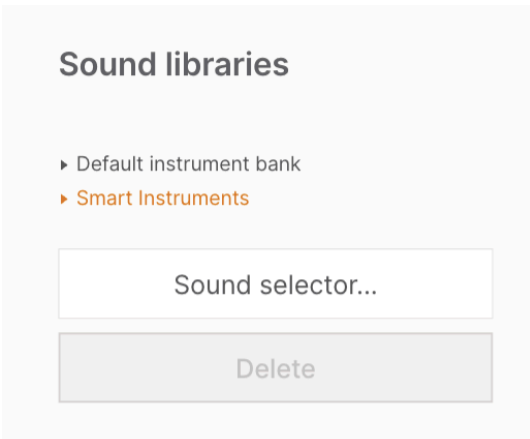 Sound libraries
Default instrument bank
Smart Instruments
Sound selector...
Delete